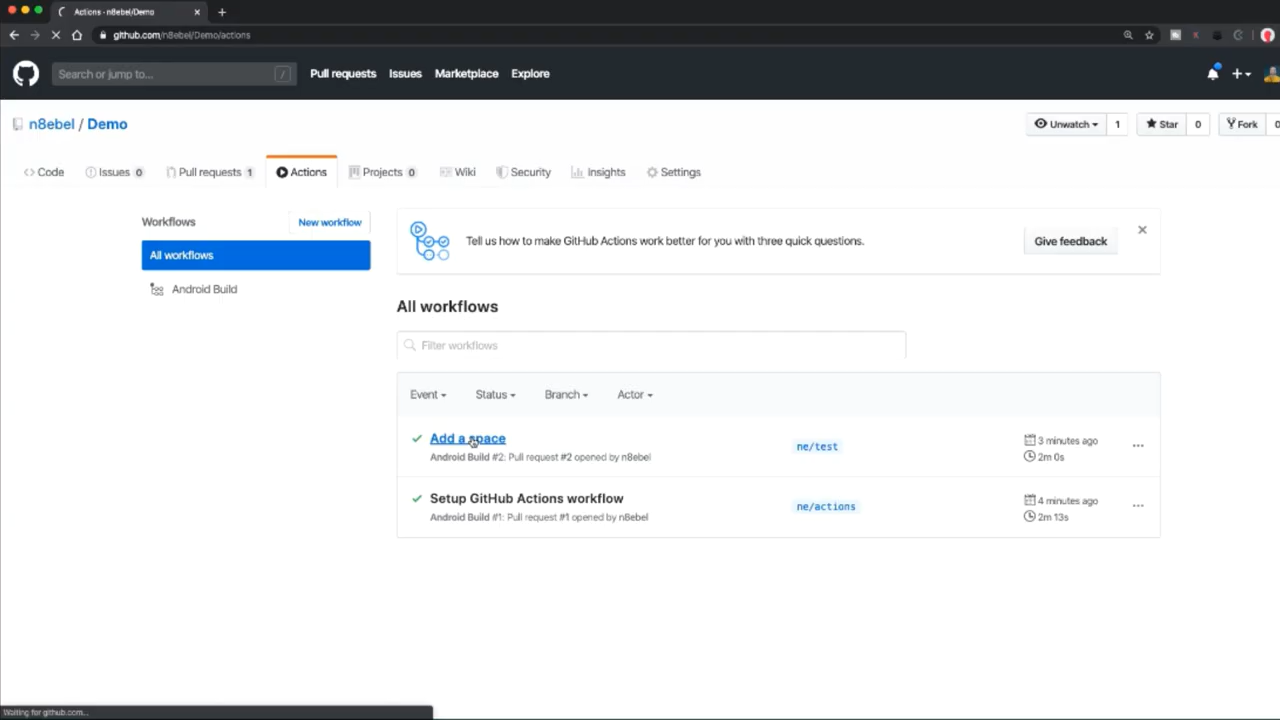 Actions · n8ebel/Demo
github.com/n8ebel/Demo/actions
Search or jump to... /
Pull requests Issues Marketplace Explore
n8ebel / Demo
Unwatch 1 Star 0 Fork 0
Code Issues 0 Pull requests 1 Actions Projects 0 Wiki Security Insights Settings
Workflows New workflow
All workflows
Android Build
Tell us how to make GitHub Actions work better for you with three quick questions.
Give feedback
All workflows
Filter workflows
Event Status Branch Actor
Add a space
Android Build #2: Pull request #2 opened by n8ebel
ne/test
3 minutes ago
2m 0s
Setup GitHub Actions workflow
Android Build #1: Pull request #1 opened by n8ebel
ne/actions
4 minutes ago
2m 13s
Waiting for github.com...